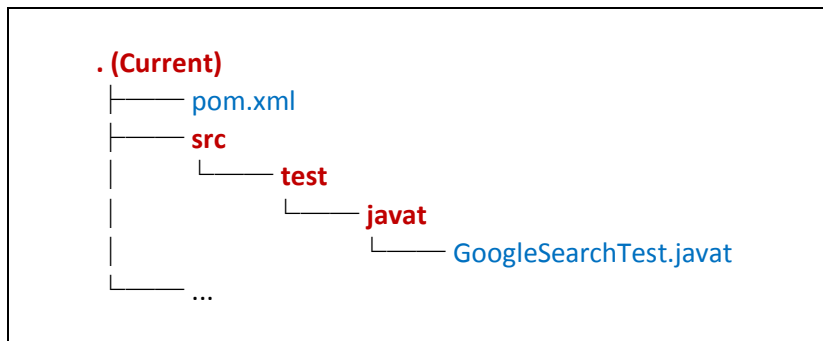 . (Current)
pom.xml
src
test
javat
GoogleSearchTest.javat
...